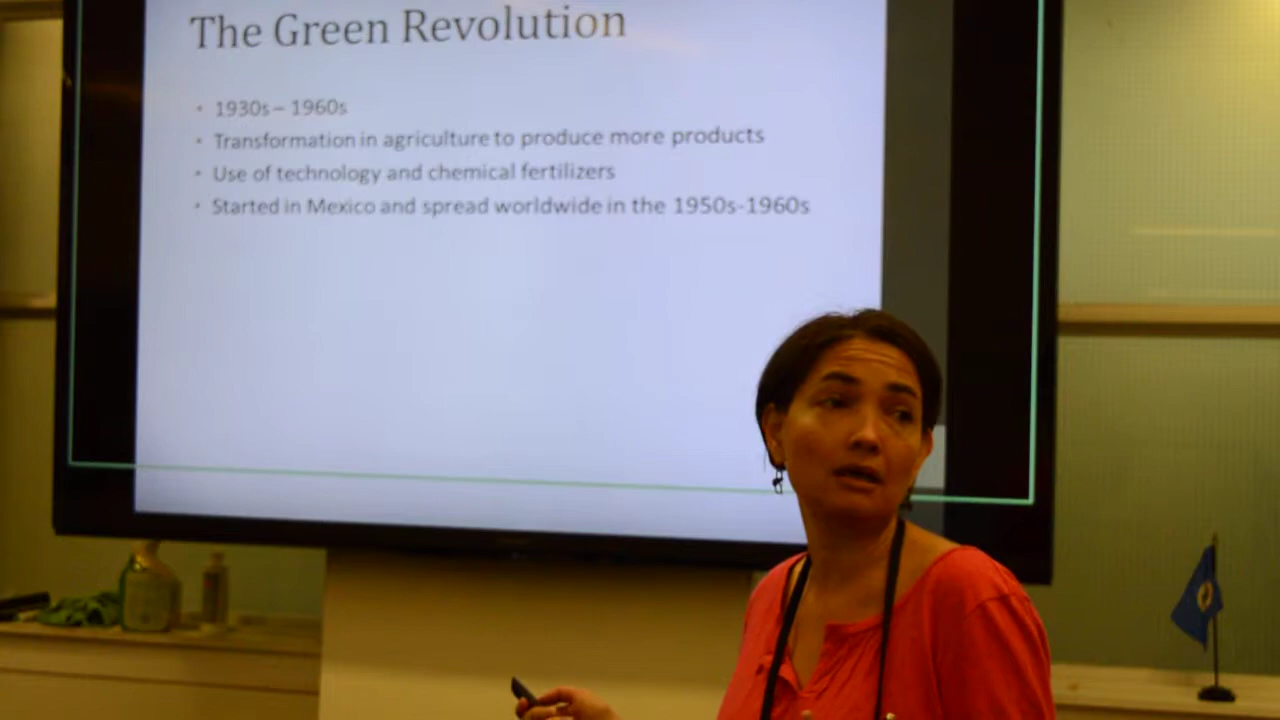 The Green Revolution
• 1930s – 1960s
• Transformation in agriculture to produce more products
• Use of technology and chemical fertilizers
• Started in Mexico and spread worldwide in the 1950s-1960s